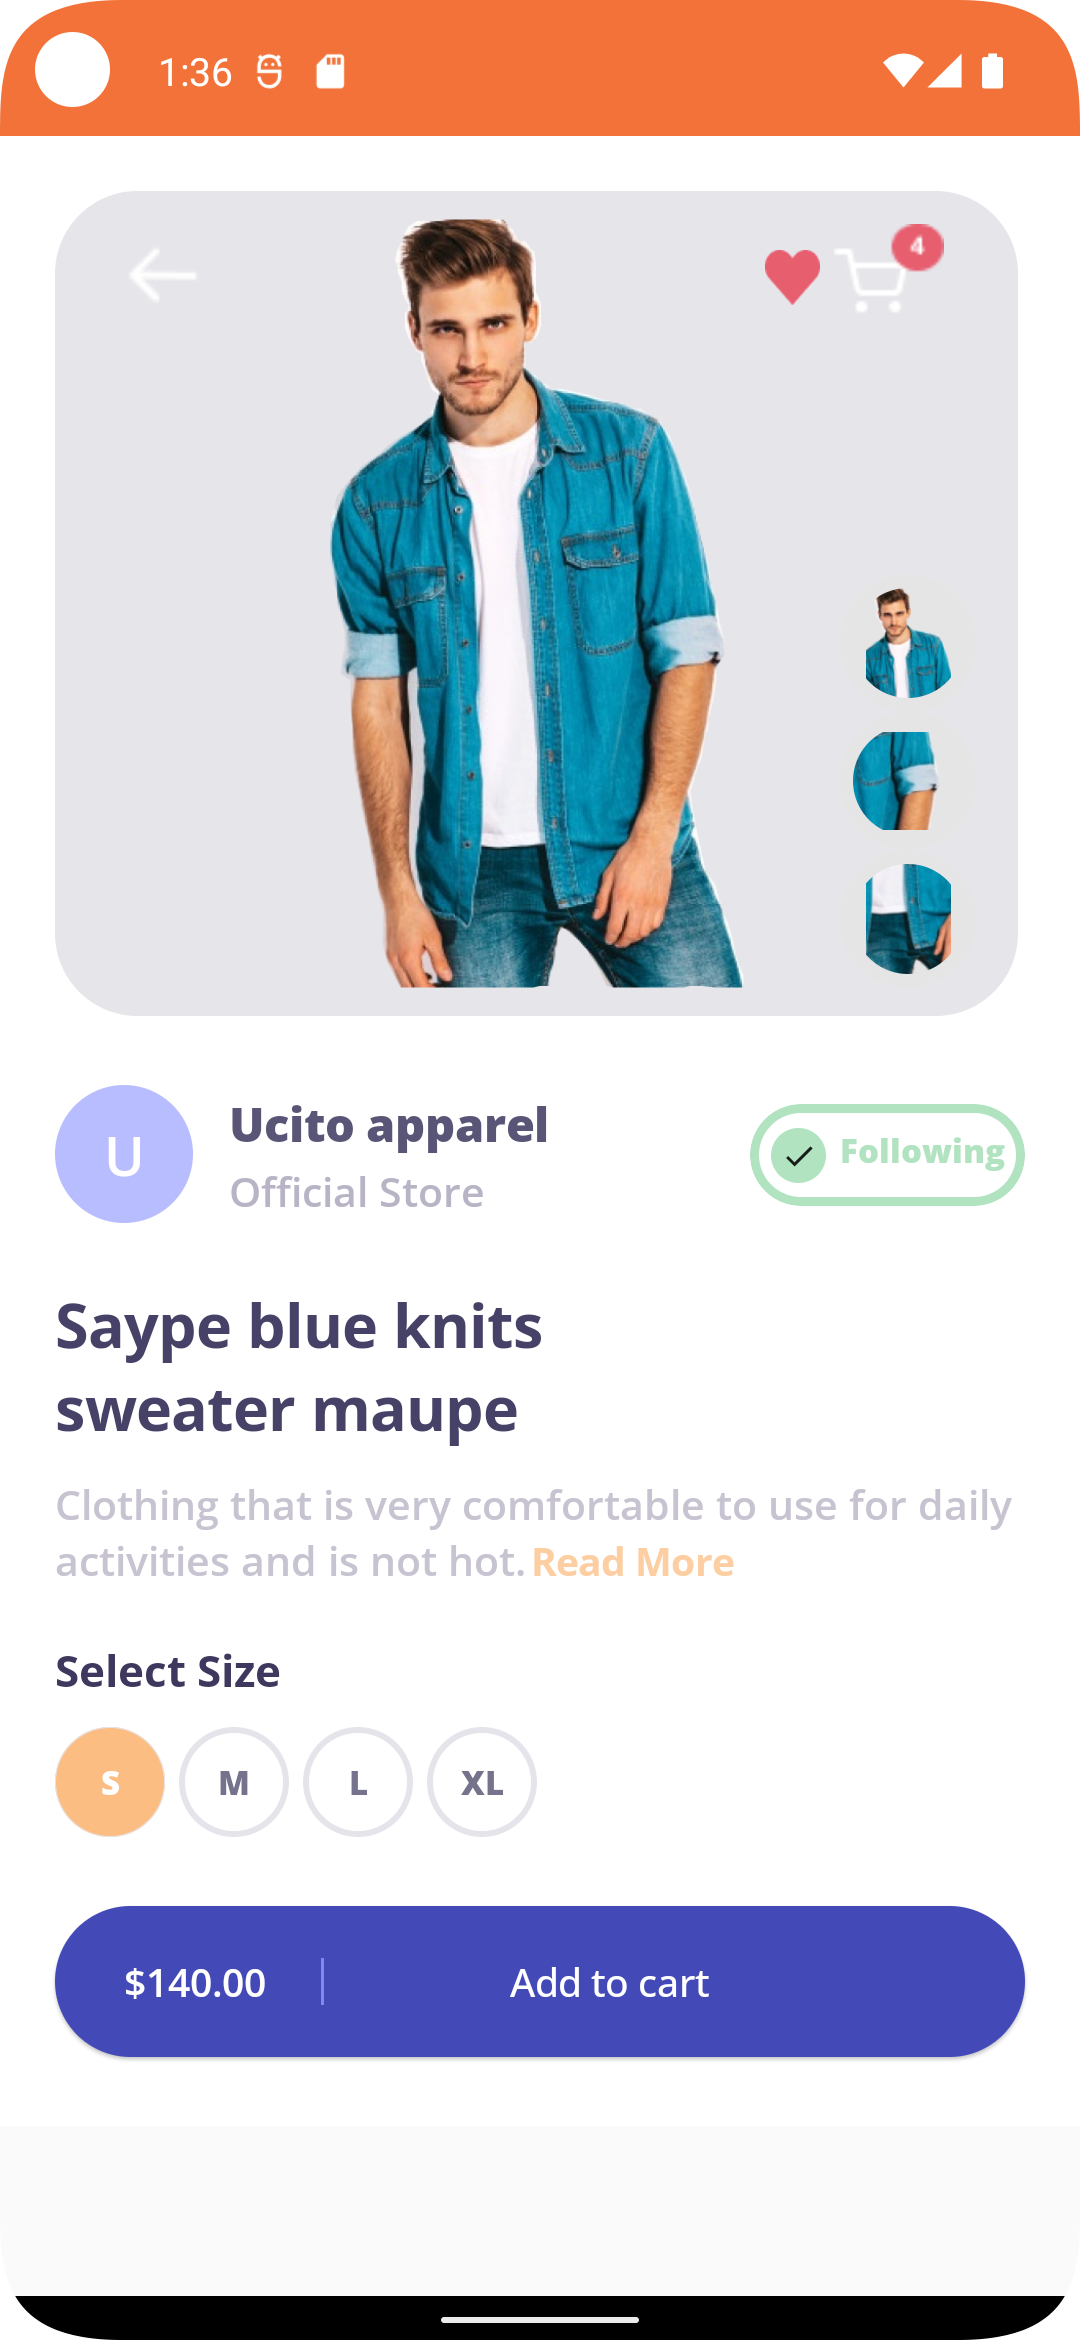 1:36
4
U
Ucito apparel
Official Store
Following
Saype blue knits
sweater maupe
Clothing that is very comfortable to use for daily
activities and is not hot. Read More
Select Size
S M L XL
$140.00 Add to cart